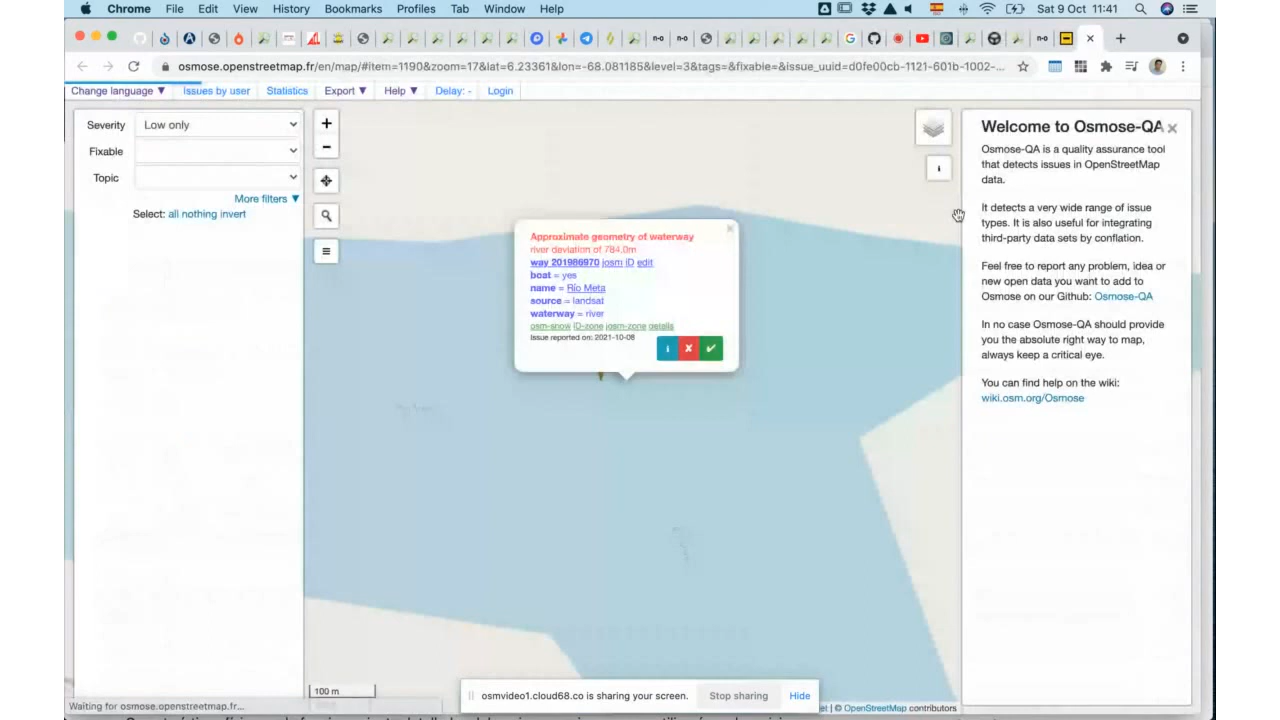 Chrome File Edit View History Bookmarks Profiles Tab Window Help Sat 9 Oct 11:41
osmose.openstreetmap.fr/en/map/#item=1190&zoom=17&lat=6.23361&lon=-68.081185&level=3&tags=&fixable=&issue_uuid=d0fe00cb-1121-601b-1002-...
Change language ▼ Issues by user Statistics Export ▼ Help ▼ Delay: - Login
Severity Low only
Fixable
Topic
More filters ▼
Select: all nothing invert
+
−
Approximate geometry of waterway
river deviation of 784.0m
way 201986970 josm iD edit
boat = yes
name = Río Meta
source = landsat
waterway = river
osm-show iD-zone josm-zone details
Issue reported on: 2021-10-08
i
100 m
Welcome to Osmose-QA
Osmose-QA is a quality assurance tool
that detects issues in OpenStreetMap
data.
It detects a very wide range of issue
types. It is also useful for integrating
third-party data sets by conflation.
Feel free to report any problem, idea or
new open data you want to add to
Osmose on our Github: Osmose-QA
In no case Osmose-QA should provide
you the absolute right way to map,
always keep a critical eye.
You can find help on the wiki:
wiki.osm.org/Osmose
osmvideo1.cloud68.co is sharing your screen. Stop sharing Hide
Waiting for osmose.openstreetmap.fr...
| © OpenStreetMap contributors